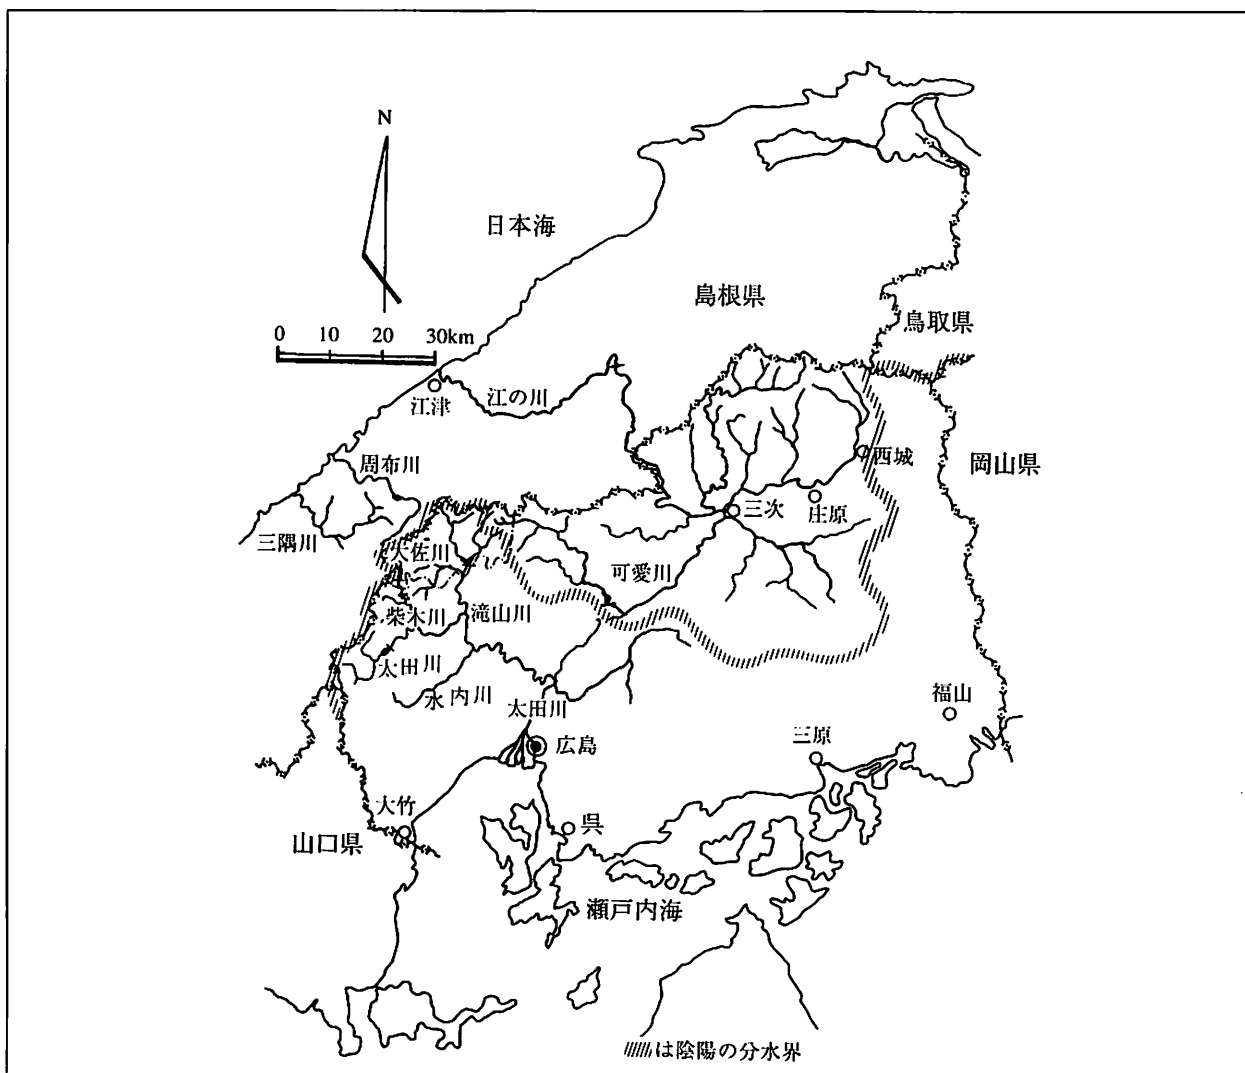 N
日本海
島根県
鳥取県
0 10 20 30km
江津
江の川
周布川
西城
岡山県
三次
庄原
三隅川
大佐川
可愛川
柴木川
滝山川
太田川
水内川
太田川
福山
広島
三原
大竹
呉
山口県
瀬戸内海
は陰陽の分水界